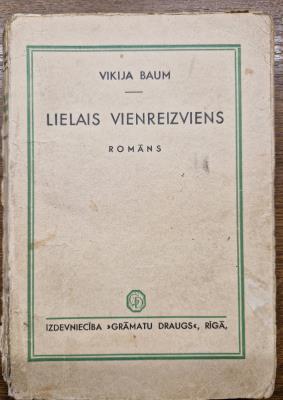 VIKIJA BAUM
LIELAIS VIENREIZVIENS
ROMĀNS
IZDEVNIECĪBA »GRĀMATU DRAUGS«, RĪGĀ,